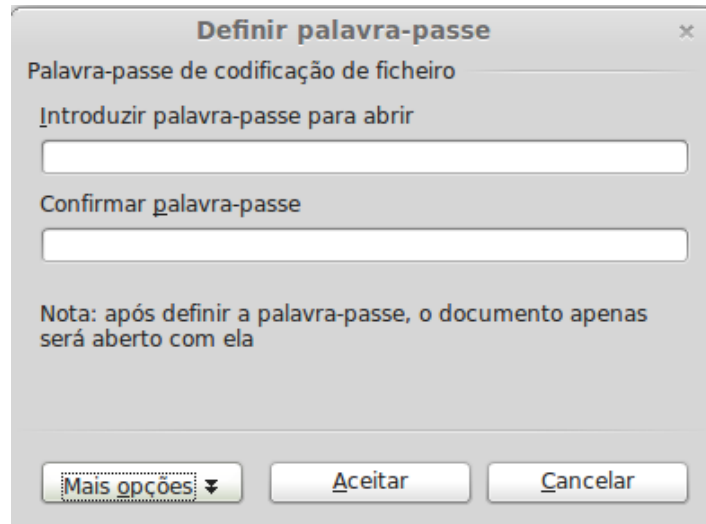 Definir palavra-passe
Palavra-passe de codificação de ficheiro
Introduzir palavra-passe para abrir
Confirmar palavra-passe
Nota: após definir a palavra-passe, o documento apenas
será aberto com ela
Mais opções Aceitar Cancelar